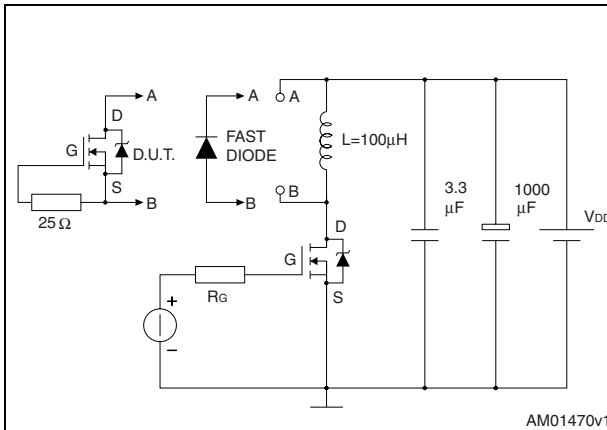 A
A
A
D
G
D.U.T.
FAST
DIODE
L=100µH
S
B
B
B
25 Ω
3.3
µF
1000
µF
VDD
D
G
S
RG
+
−
AM01470v1